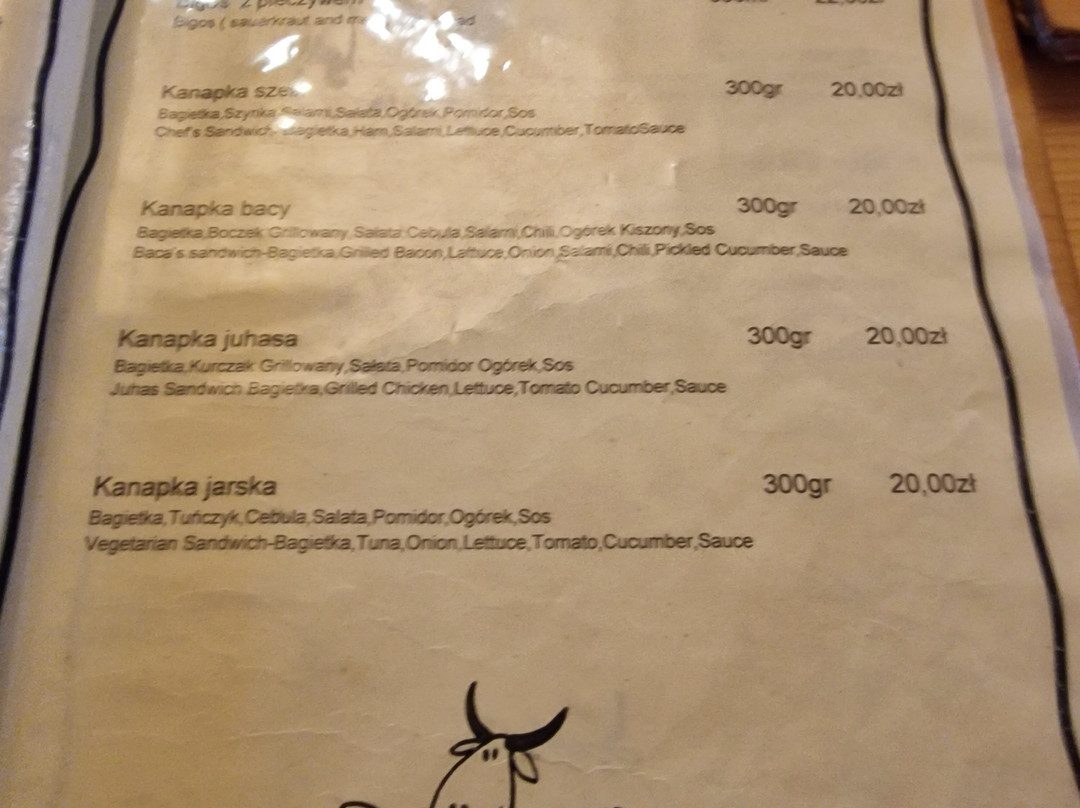 Bigos z pieczywem
Bigos ( sauerkraut and
Kanapka 300gr 20,00zł
Bagietka,Szynka,Salami,Sałata,Ogórek,Pomidor,Sos
Chef's Sandwich- Bagietka,Ham,Salami,Lettuce,Cucumber,TomatoSauce
Kanapka bacy 300gr 20,00zł
Bagietka,Boczek Grillowany,Sałata,Cebula,Salami,Chili,Ogórek Kiszony,Sos
Baca's sandwich-Bagietka,Grilled Bacon,Lattuce,Onion,Salami,Chili,Pickled Cucumber,Sauce
Kanapka juhasa 300gr 20,00zł
Bagietka,Kurczak Grillowany,Sałata,Pomidor Ogórek,Sos
Juhas Sandwich Bagietka,Grilled Chicken,Lettuce,Tomato Cucumber,Sauce
Kanapka jarska 300gr 20,00zł
Bagietka,Tuńczyk,Cebula,Sałata,Pomidor,Ogórek,Sos
Vegetarian Sandwich-Bagietka,Tuna,Onion,Lettuce,Tomato,Cucumber,Sauce